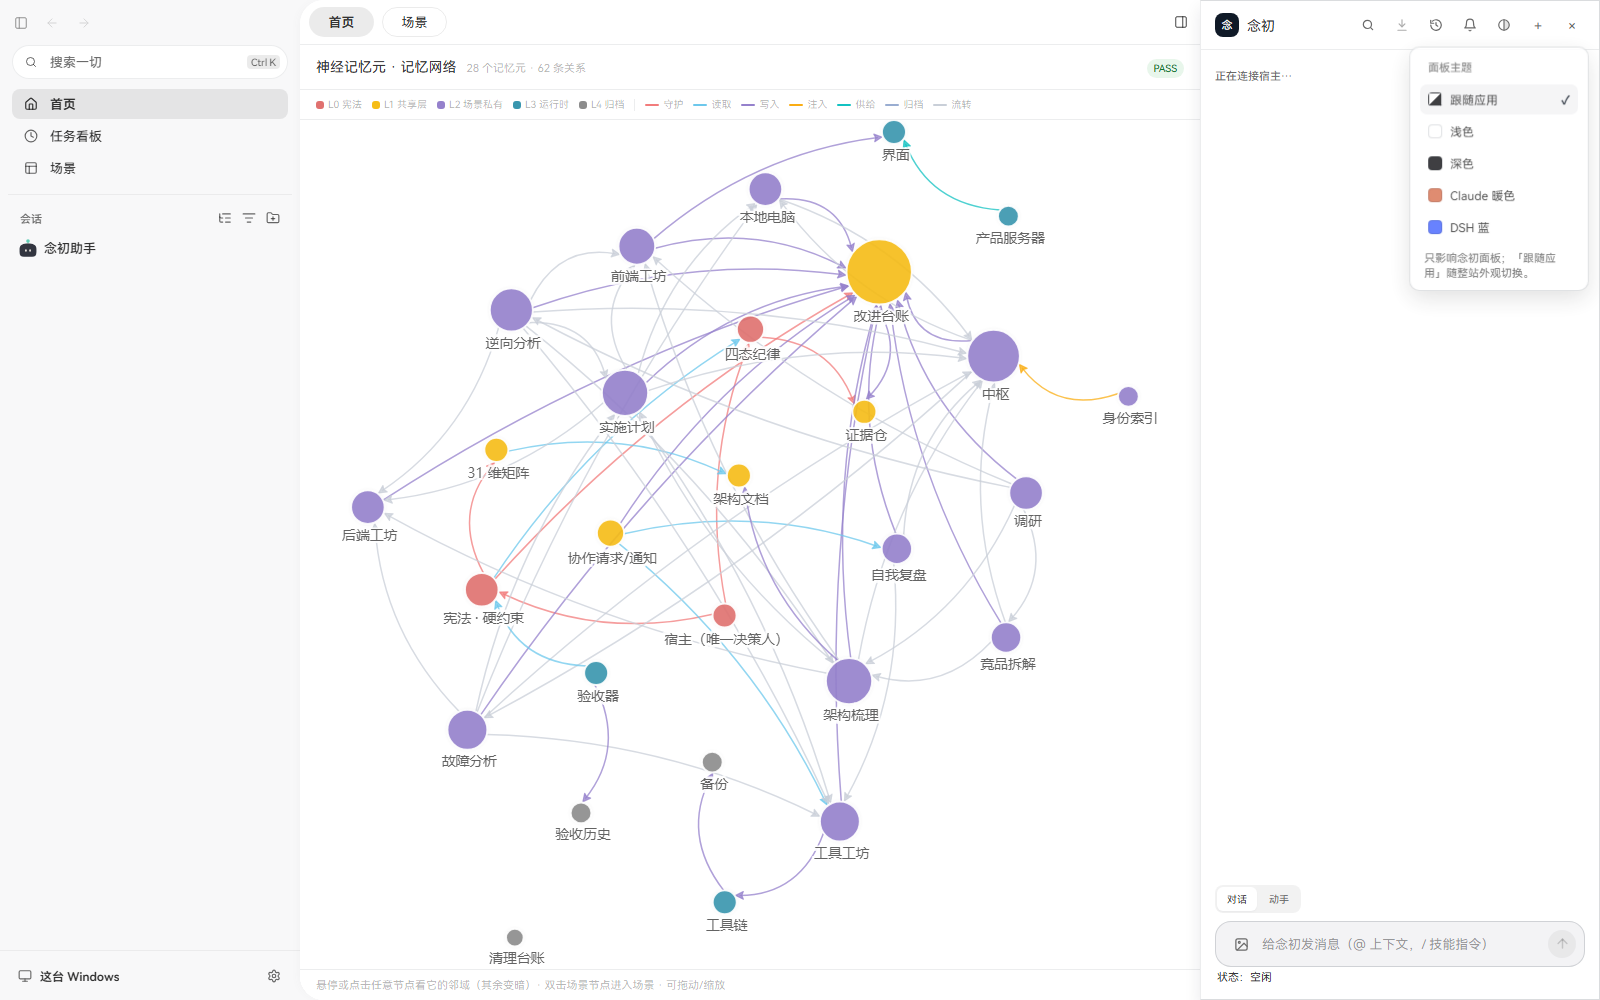 搜索一切
Ctrl K
首页
任务看板
场景
会话
念初助手
这台 Windows
首页
场景
神经记忆元 · 记忆网络
28 个记忆元 · 62 条关系
PASS
L0 宪法
L1 共享层
L2 场景私有
L3 运行时
L4 归档
守护
读取
写入
注入
供给
归档
流转
界面
本地电脑
产品服务器
前端工坊
改进台账
逆向分析
四态纪律
中枢
身份索引
实施计划
证据仓
31 维矩阵
架构文档
调研
后端工坊
协作请求/通知
自我复盘
宪法 · 硬约束
宿主（唯一决策人）
竞品拆解
验收器
架构梳理
故障分析
备份
验收历史
工具工坊
工具链
清理台账
悬停或点击任意节点看它的邻域（其余变暗） · 双击场景节点进入场景 · 可拖动/缩放
念
念初
正在连接宿主…
面板主题
跟随应用
浅色
深色
Claude 暖色
DSH 蓝
只影响念初面板；「跟随应
用」随整站外观切换。
对话
动手
给念初发消息（@ 上下文，/ 技能指令）
状态：空闲